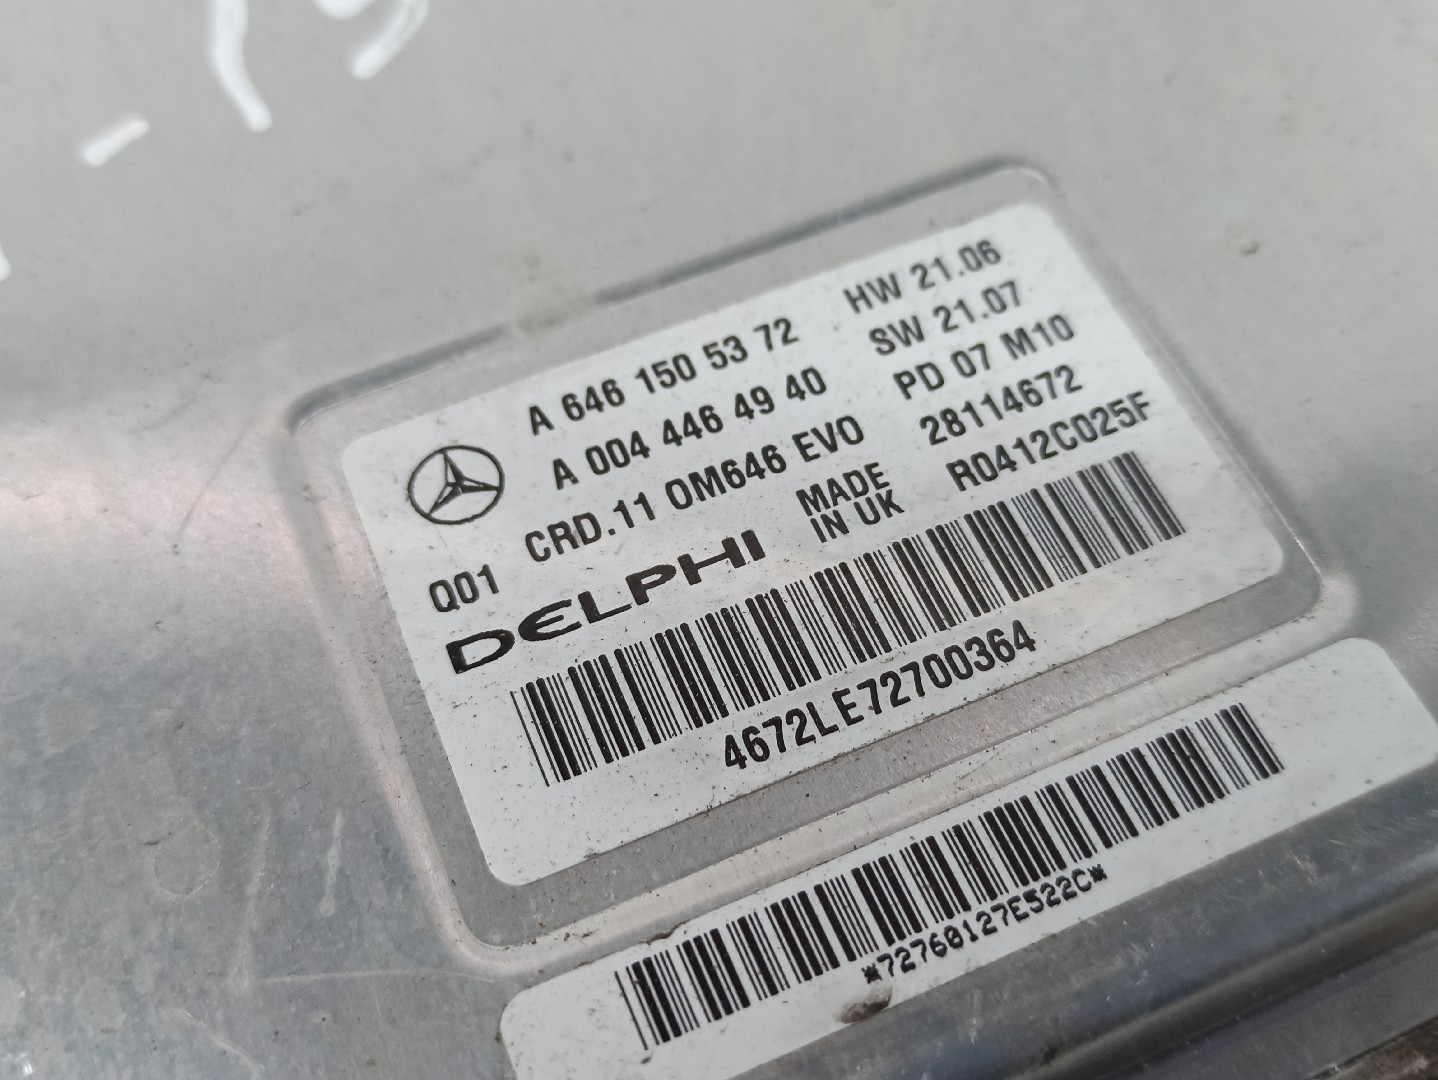 A 646 150 53 72 HW 21.06
A 004 446 49 40 SW 21.07
Q01 CRD.11 OM646 EVO PD 07 M10
DELPHI MADE IN UK 28114672
R0412C025F
4672LE72700364
*72760127E522C*